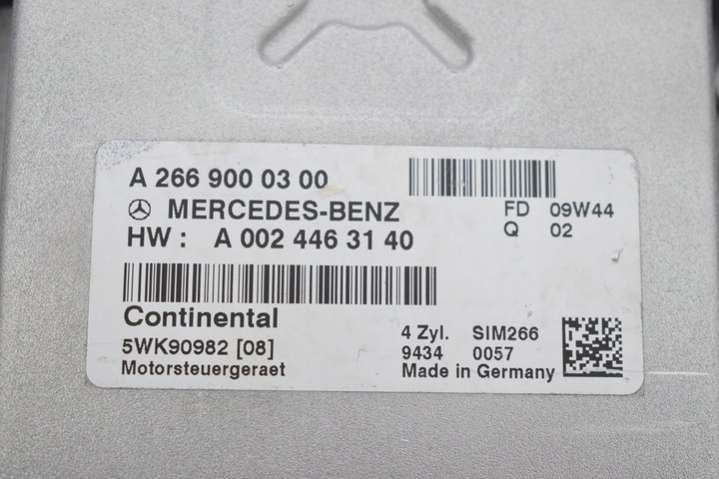 A 266 900 03 00
MERCEDES-BENZ
FD 09W44
HW : A 002 446 31 40
Q 02
Continental
5WK90982 [08]
Motorsteuergeraet
4 Zyl. SIM266
9434 0057
Made in Germany